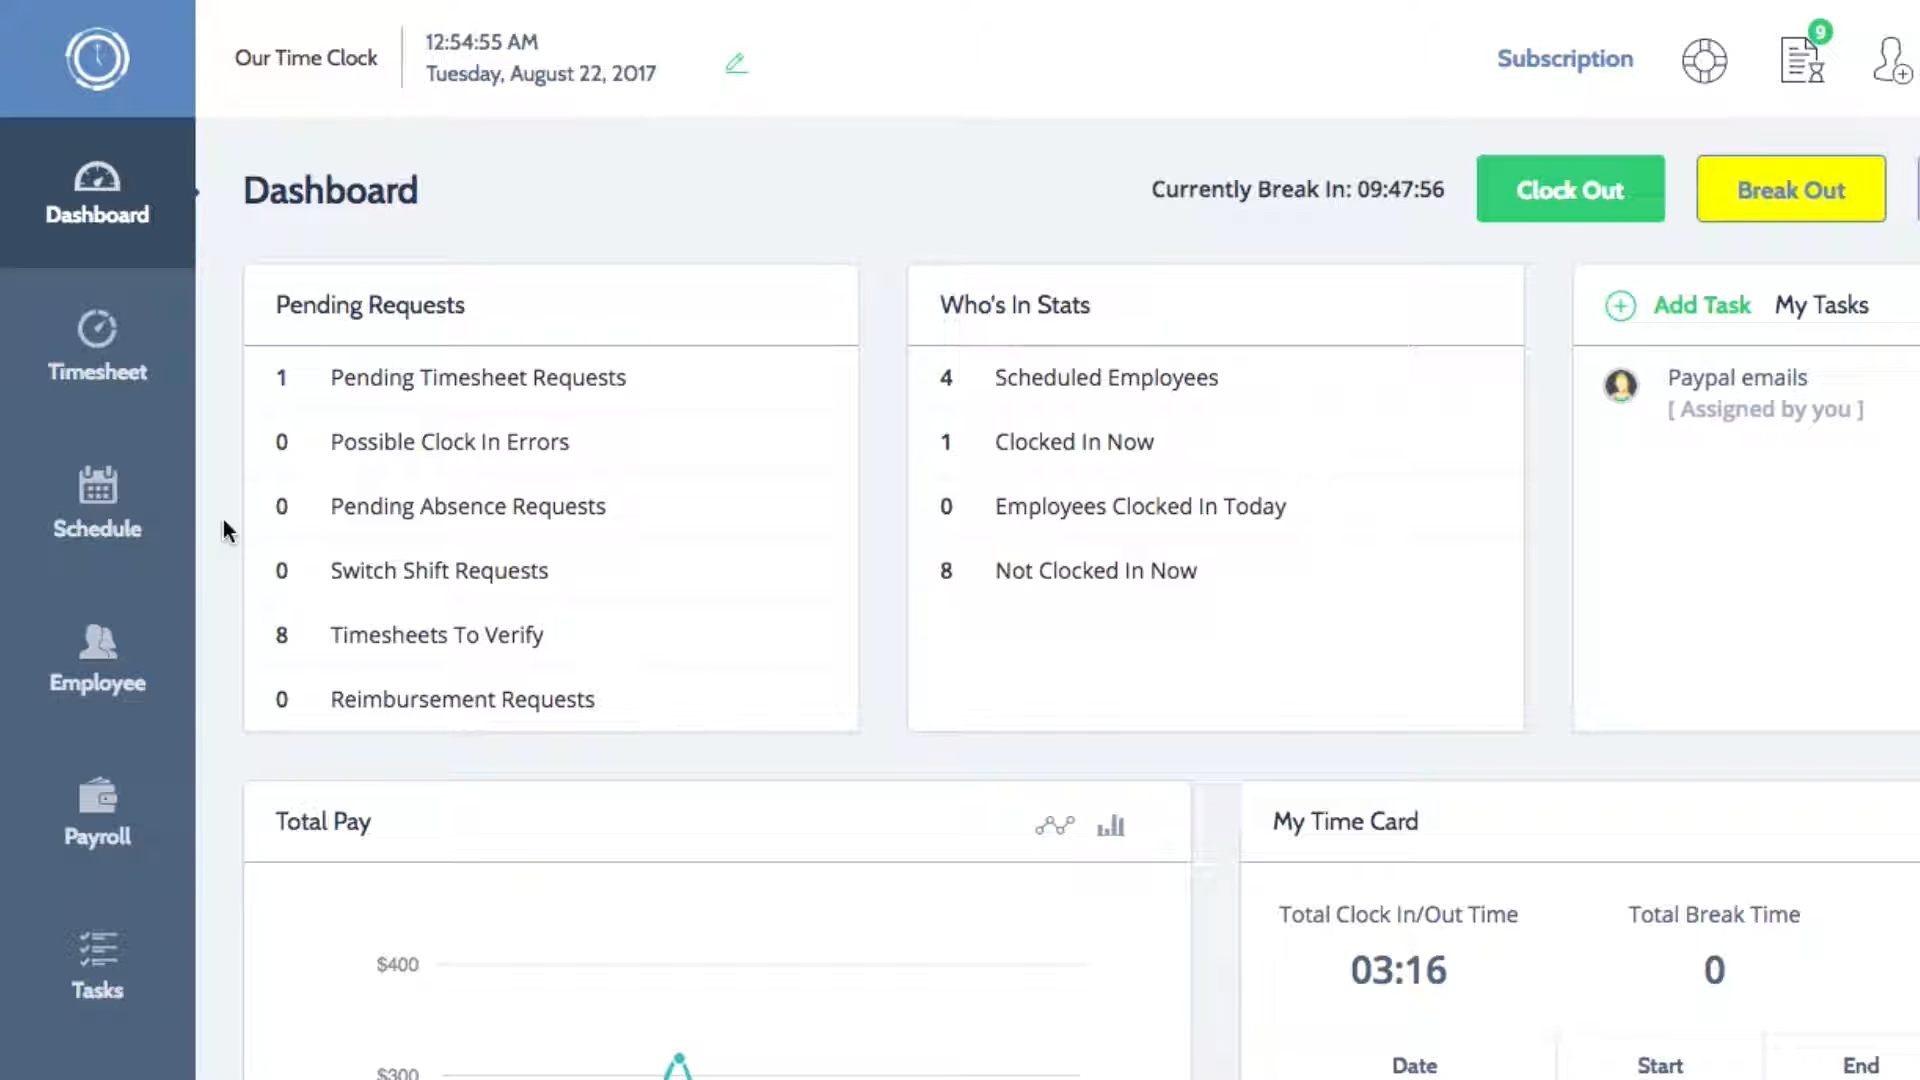 Our Time Clock
12:54:55 AM
Tuesday, August 22, 2017
Subscription
9
Dashboard
Timesheet
Schedule
Employee
Payroll
Tasks
Dashboard
Currently Break In: 09:47:56
Clock Out
Break Out
Pending Requests
1 Pending Timesheet Requests
0 Possible Clock In Errors
0 Pending Absence Requests
0 Switch Shift Requests
8 Timesheets To Verify
0 Reimbursement Requests
Who's In Stats
4 Scheduled Employees
1 Clocked In Now
0 Employees Clocked In Today
8 Not Clocked In Now
Add Task My Tasks
Paypal emails
[ Assigned by you ]
Total Pay
$400
$300
My Time Card
Total Clock In/Out Time
03:16
Total Break Time
0
Date Start End